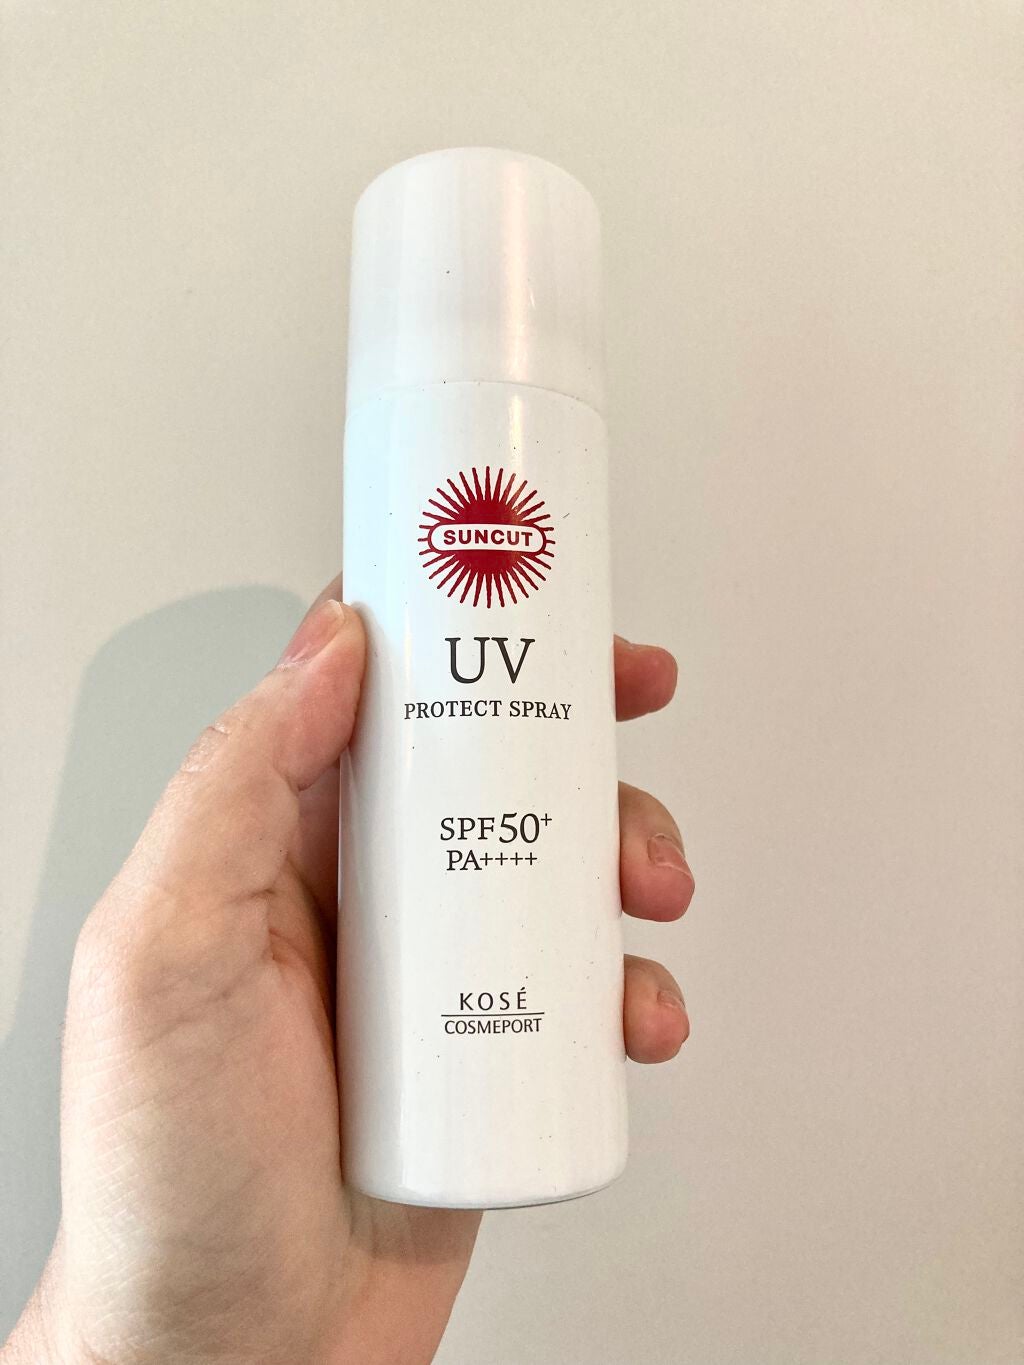 SUNCUT
UV
PROTECT SPRAY
SPF50+
PA++++
KOSÉ
COSMEPORT